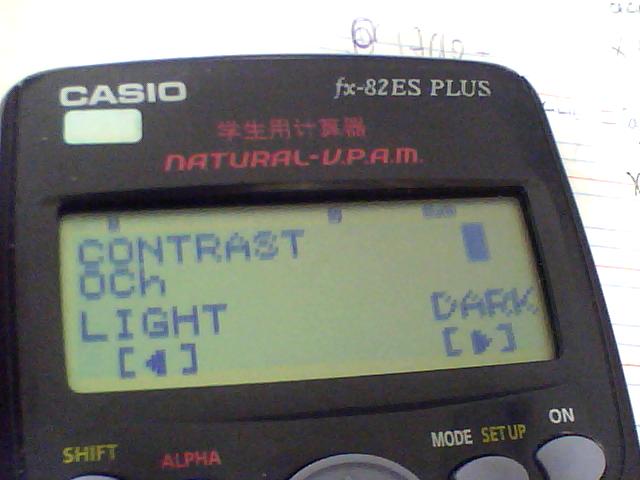 CASIO
fx-82ES PLUS
学生用计算器
NATURAL-V.P.A.M.
CONTRAST
0Ch
LIGHT DARK
[◀] [▶]
SHIFT ALPHA MODE SETUP ON